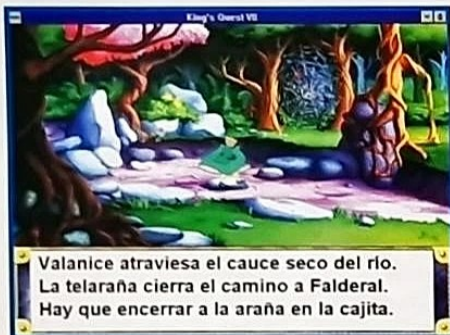 King's Quest VII
Valanice atraviesa el cauce seco del río.
La telaraña cierra el camino a Falderal.
Hay que encerrar a la araña en la cajita.